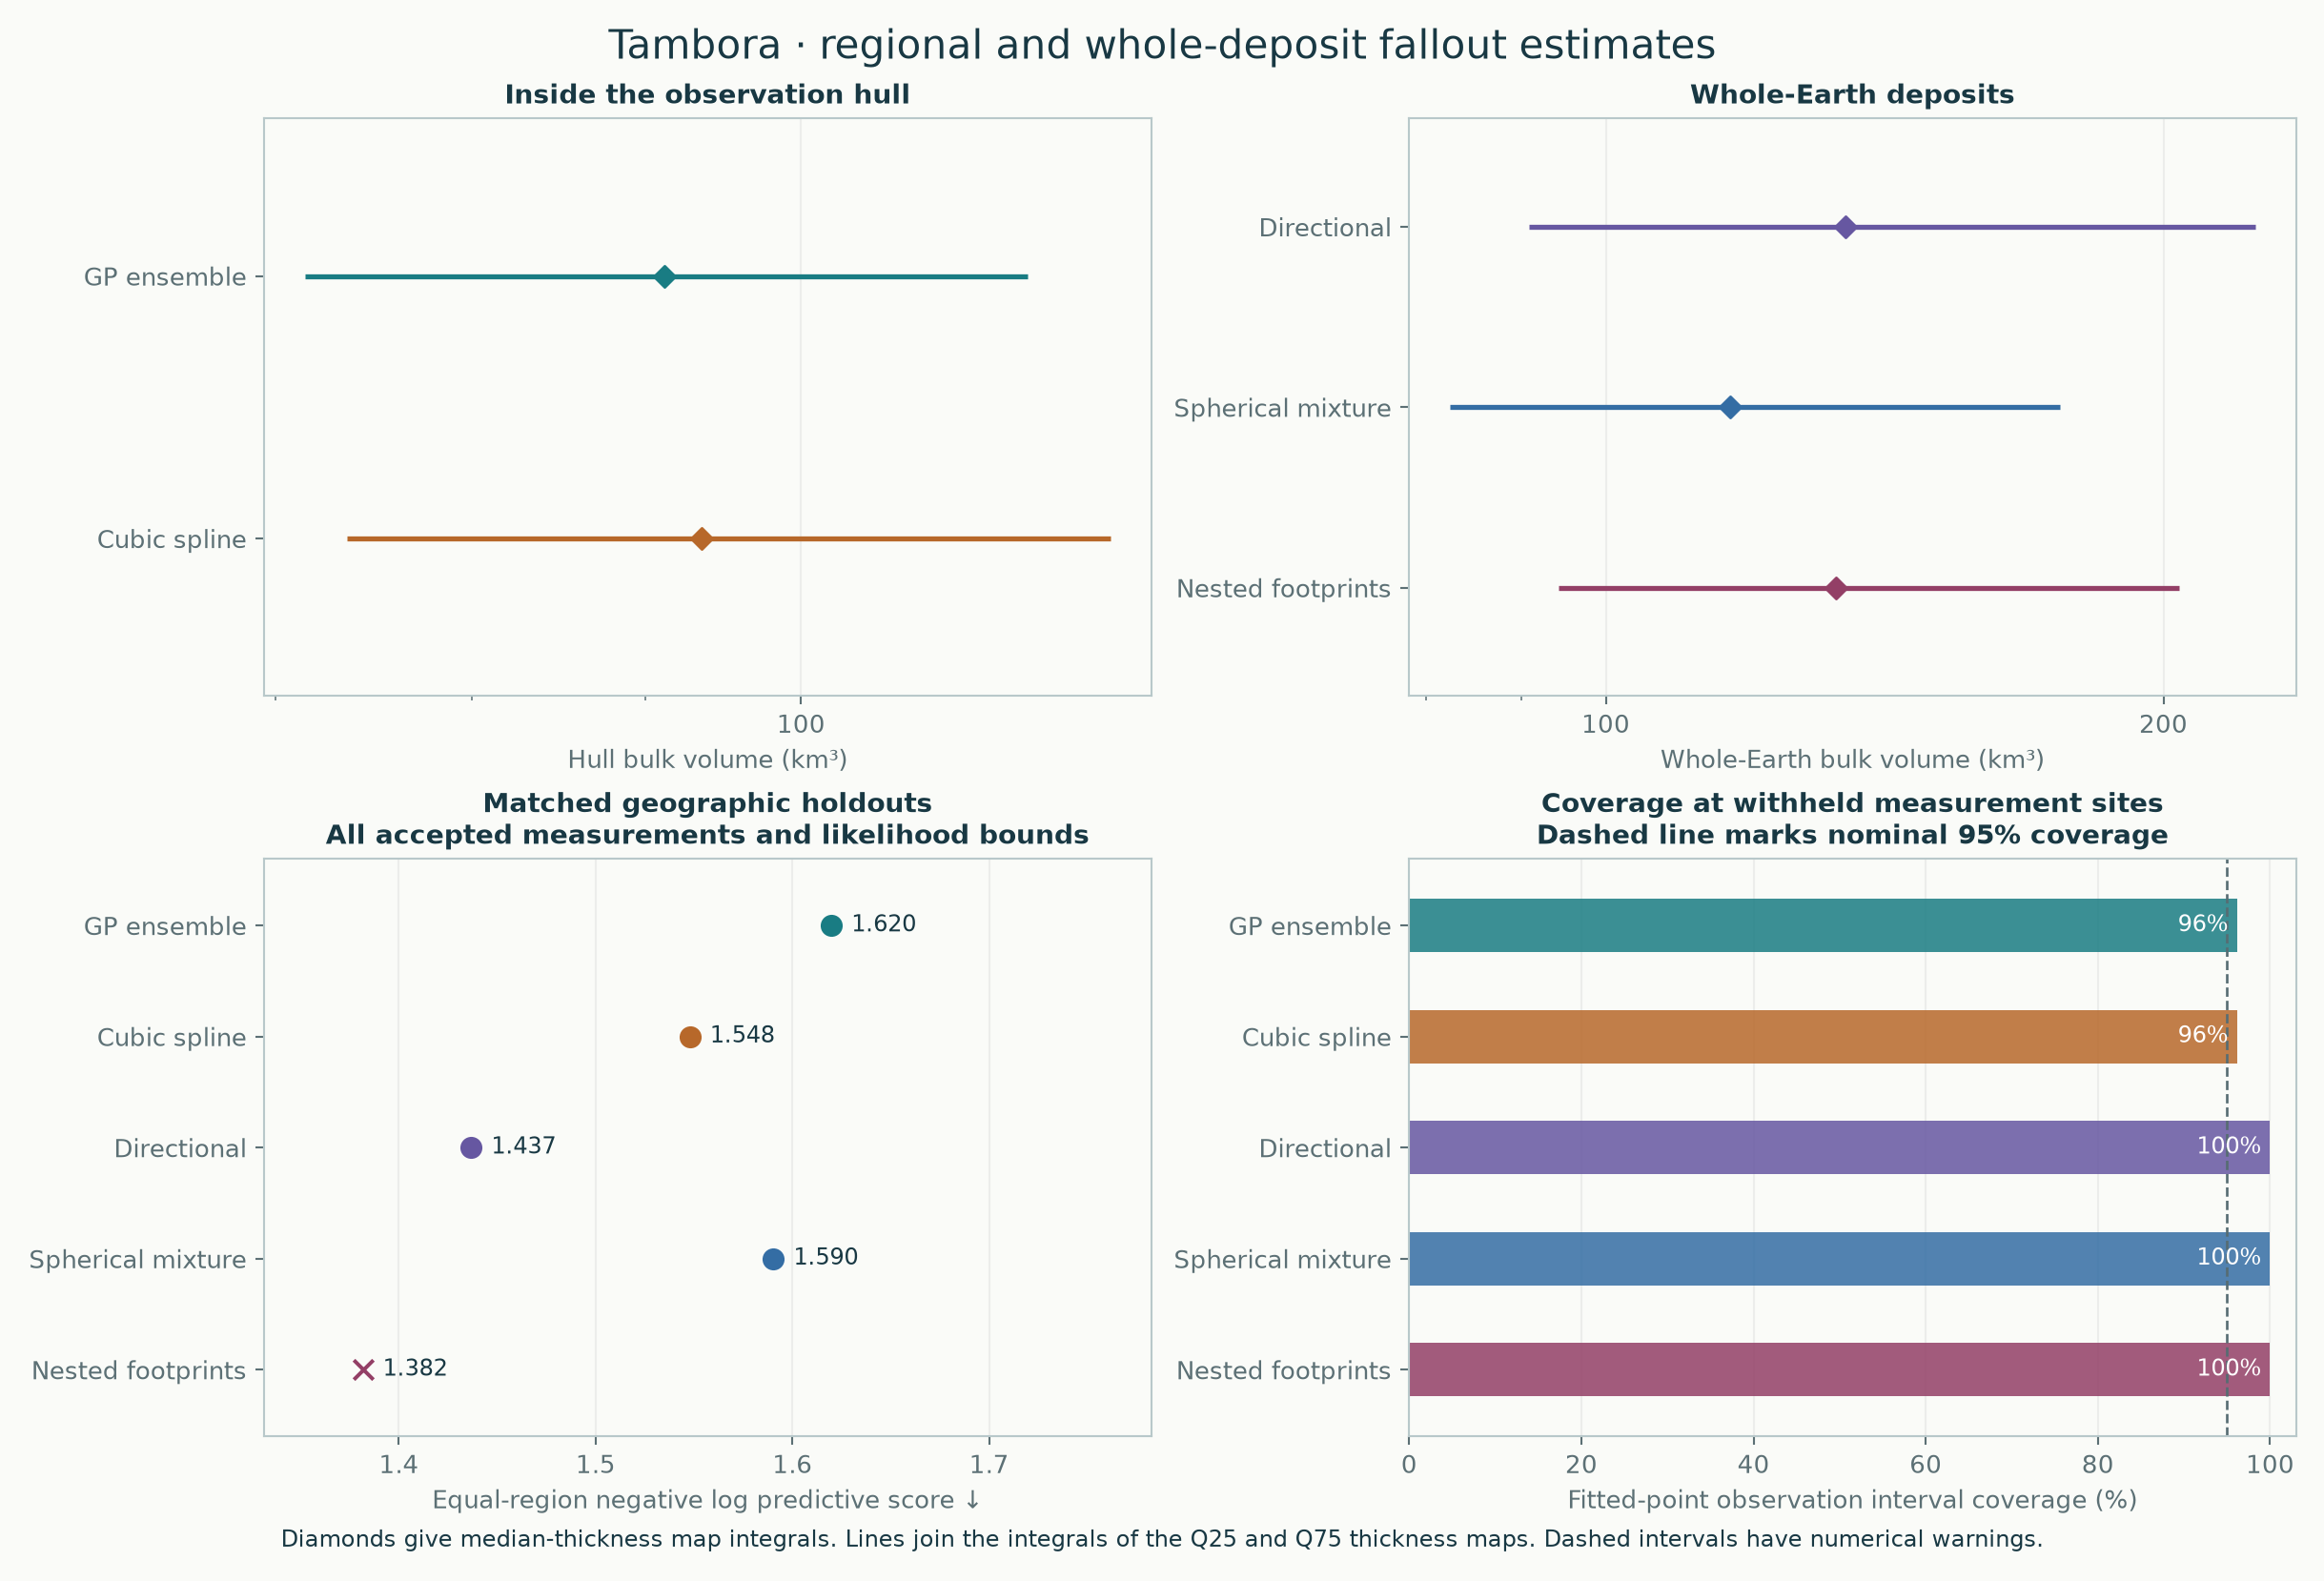 Tambora · regional and whole-deposit fallout estimates
Inside the observation hull
GP ensemble
Cubic spline
100
Hull bulk volume (km³)
Whole-Earth deposits
Directional
Spherical mixture
Nested footprints
100 200
Whole-Earth bulk volume (km³)
Matched geographic holdouts
All accepted measurements and likelihood bounds
GP ensemble 1.620
Cubic spline 1.548
Directional 1.437
Spherical mixture 1.590
Nested footprints 1.382
1.4 1.5 1.6 1.7
Equal-region negative log predictive score ↓
Coverage at withheld measurement sites
Dashed line marks nominal 95% coverage
GP ensemble 96%
Cubic spline 96%
Directional 100%
Spherical mixture 100%
Nested footprints 100%
0 20 40 60 80 100
Fitted-point observation interval coverage (%)
Diamonds give median-thickness map integrals. Lines join the integrals of the Q25 and Q75 thickness maps. Dashed intervals have numerical warnings.